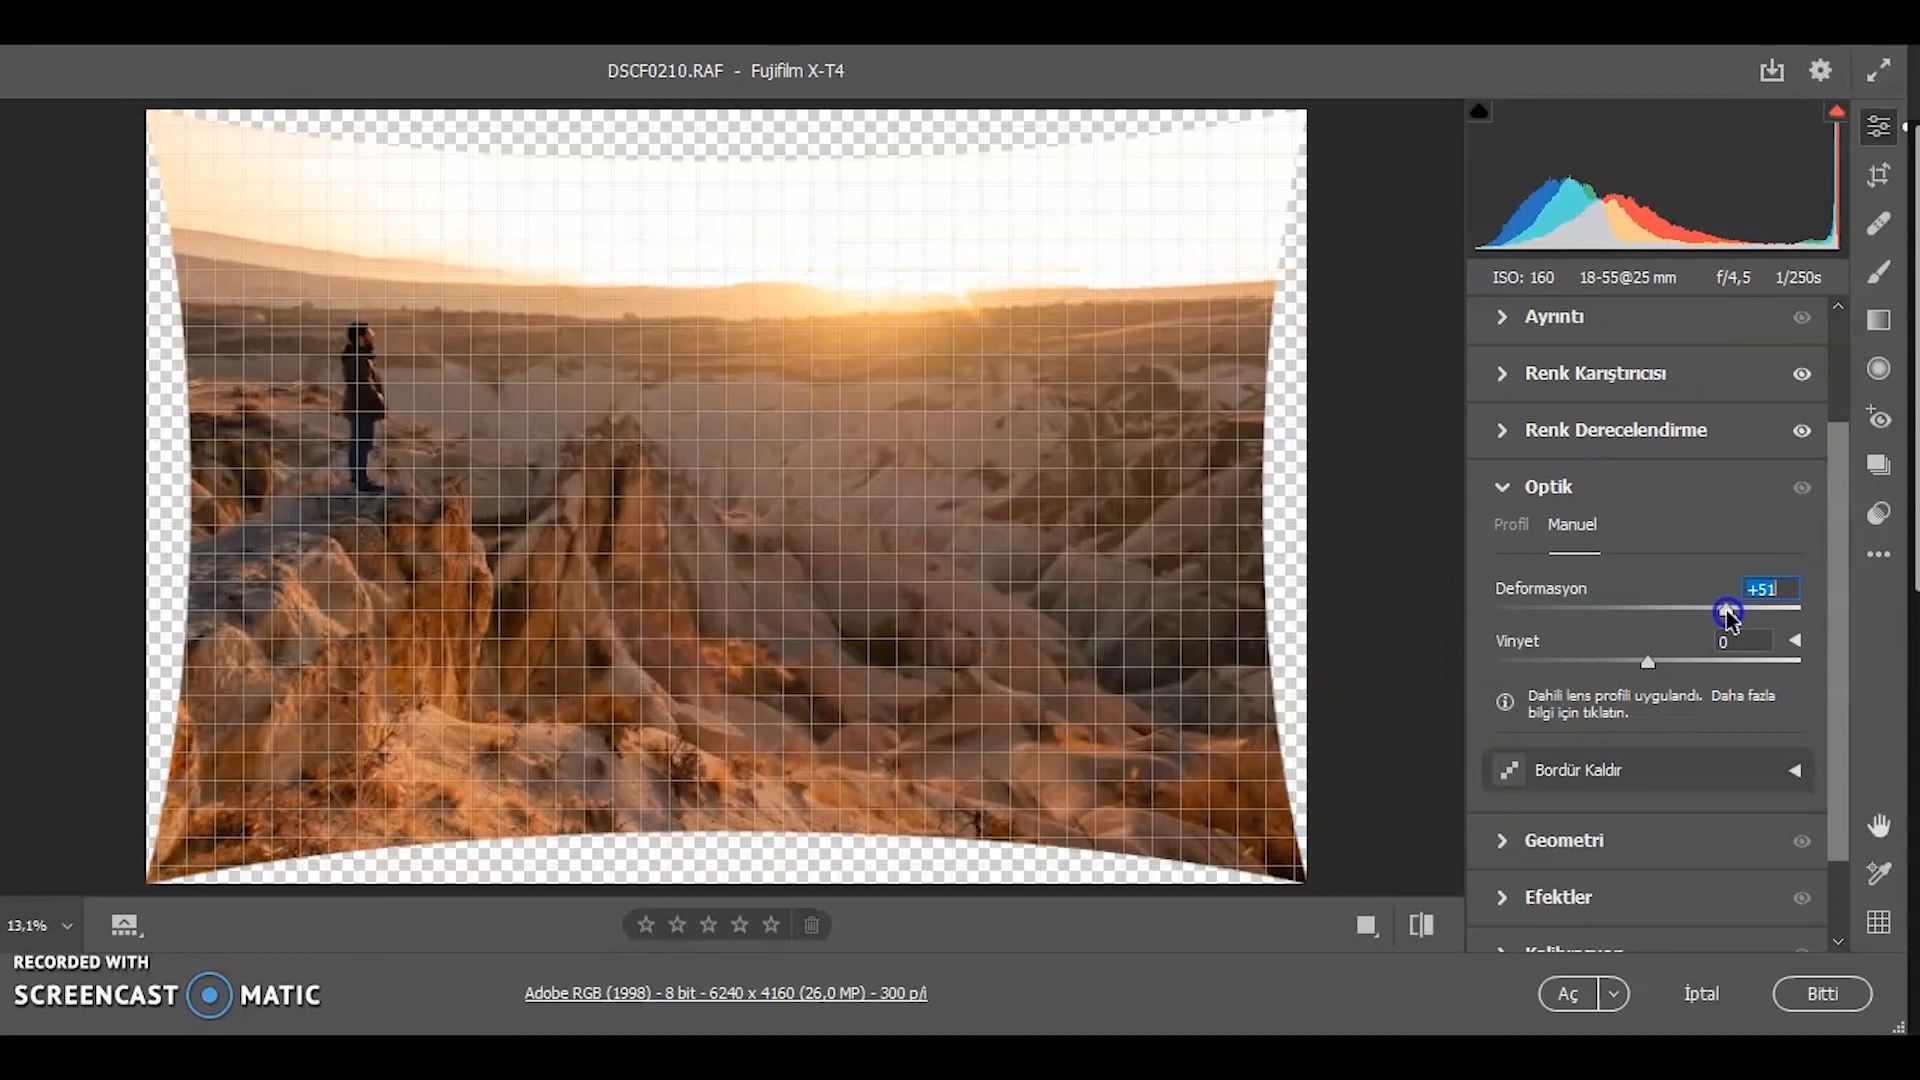 DSCF0210.RAF - Fujifilm X-T4
ISO: 160 18-55@25 mm f/4,5 1/250s
Ayrıntı
Renk Karıştırıcısı
Renk Derecelendirme
Optik
Profil Manuel
Deformasyon +51
Vinyet 0
Dahili lens profili uygulandı. Daha fazla
bilgi için tıklatın.
Bordür Kaldır
Geometri
Efektler
Kalibrasyon
13,1%
RECORDED WITH
SCREENCAST MATIC
Adobe RGB (1998) - 8 bit - 6240 x 4160 (26,0 MP) - 300 p/i
Aç İptal Bitti